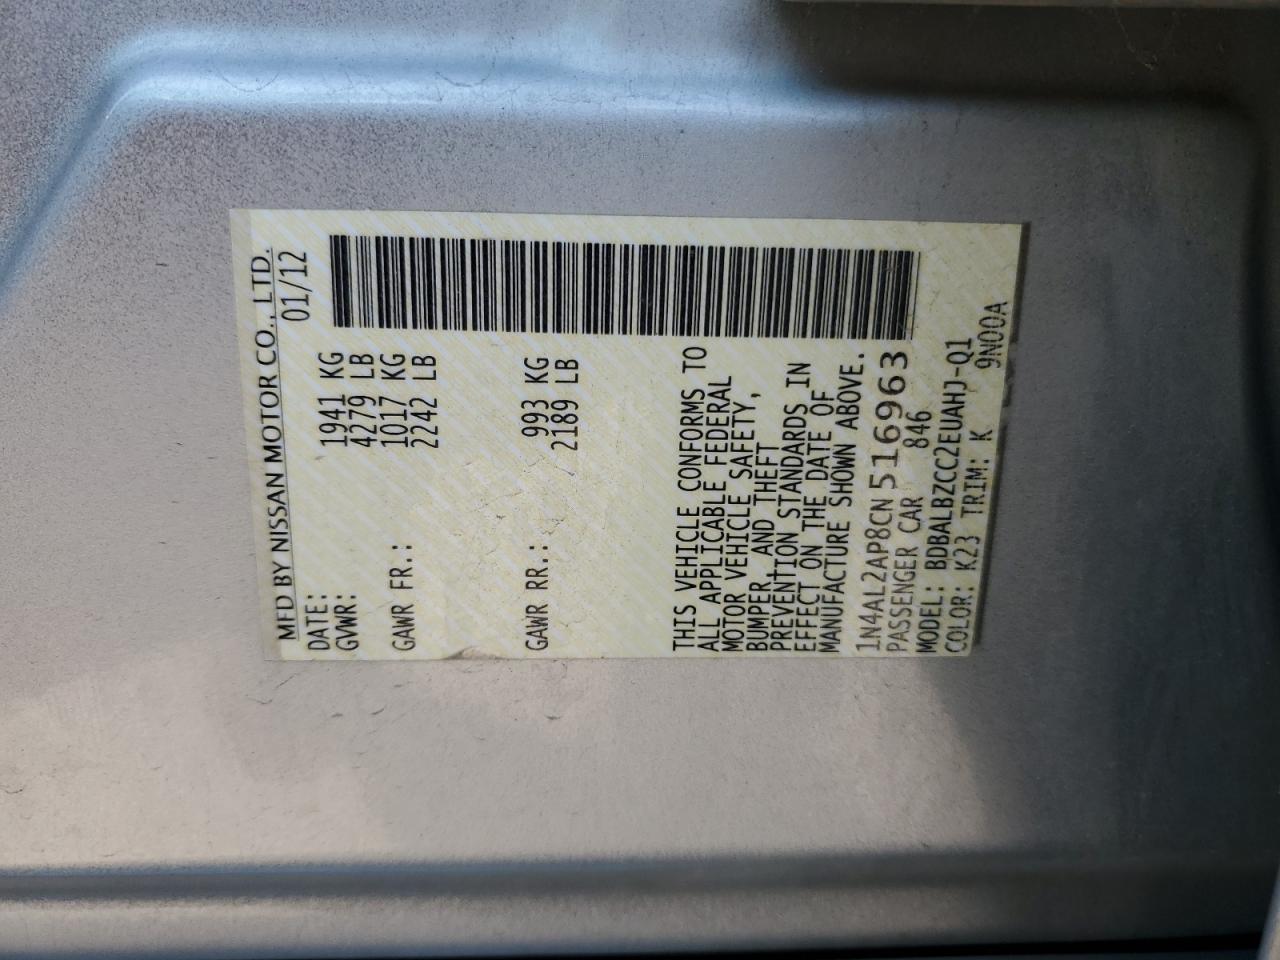 MFD BY NISSAN MOTOR CO., LTD.
DATE: 01/12
GVWR: 1941 KG
4279 LB
GAWR FR.: 1017 KG
2242 LB
GAWR RR.: 993 KG
2189 LB
THIS VEHICLE CONFORMS TO
ALL APPLICABLE FEDERAL
MOTOR VEHICLE SAFETY,
BUMPER, AND THEFT
PREVENTION STANDARDS IN
EFFECT ON THE DATE OF
MANUFACTURE SHOWN ABOVE.
1N4AL2AP8CN516963
PASSENGER CAR 846
MODEL: BDBALBZCC2EUAHJ-Q1
COLOR: K23 TRIM: K 9N00A